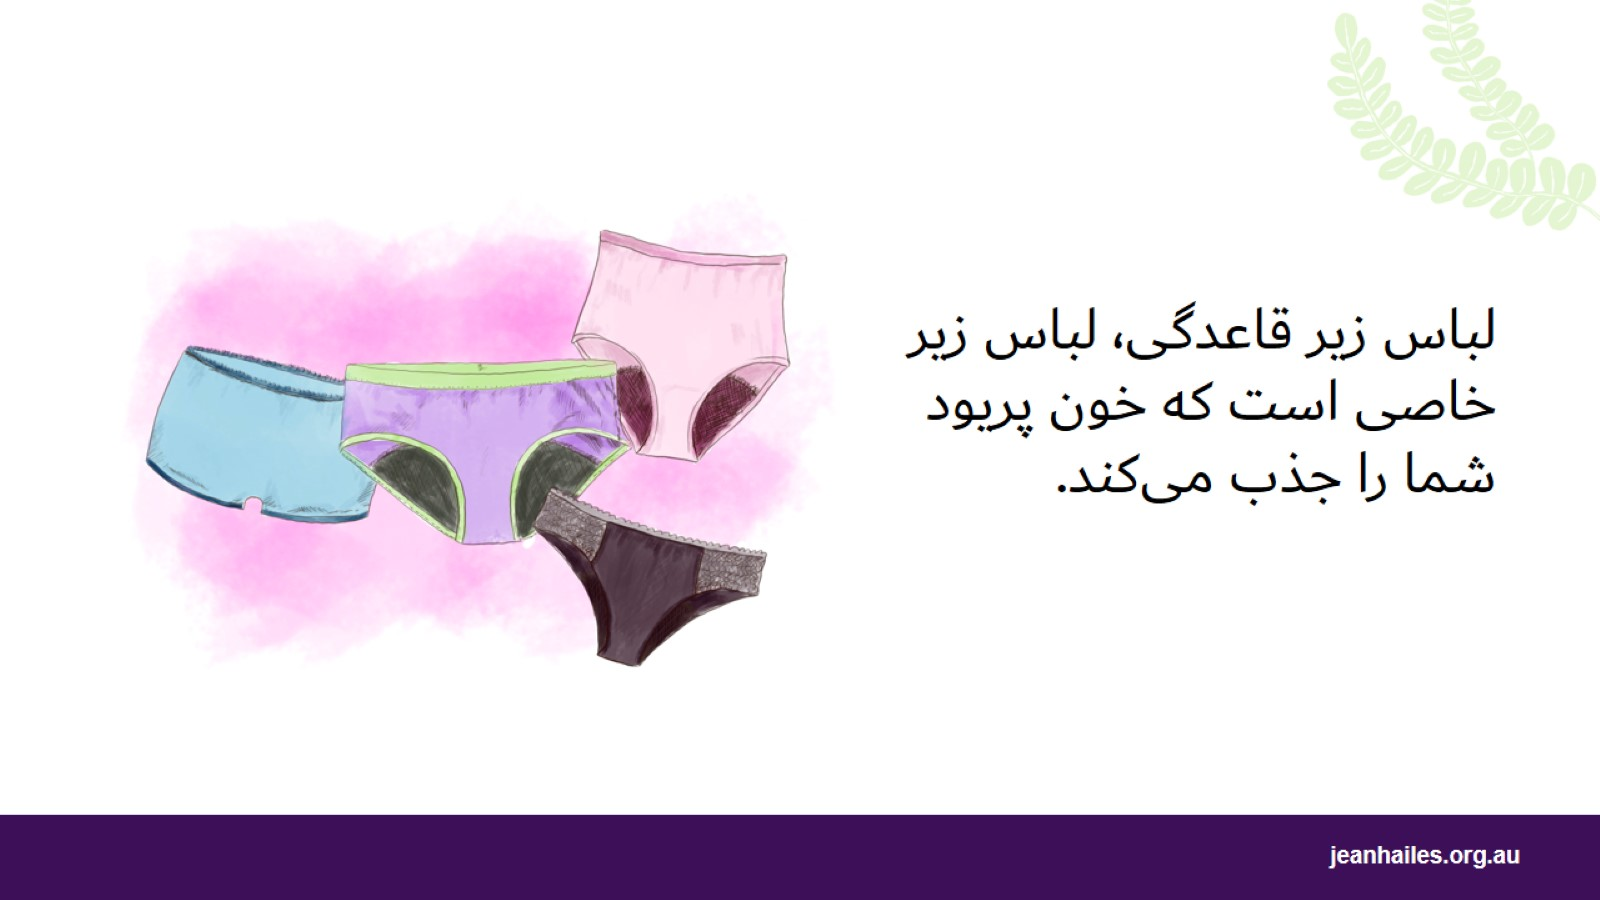 لباس زیر قاعدگی، لباس زیر
خاصی است که خون پریود
شما را جذب می‌کند.
jeanhailes.org.au